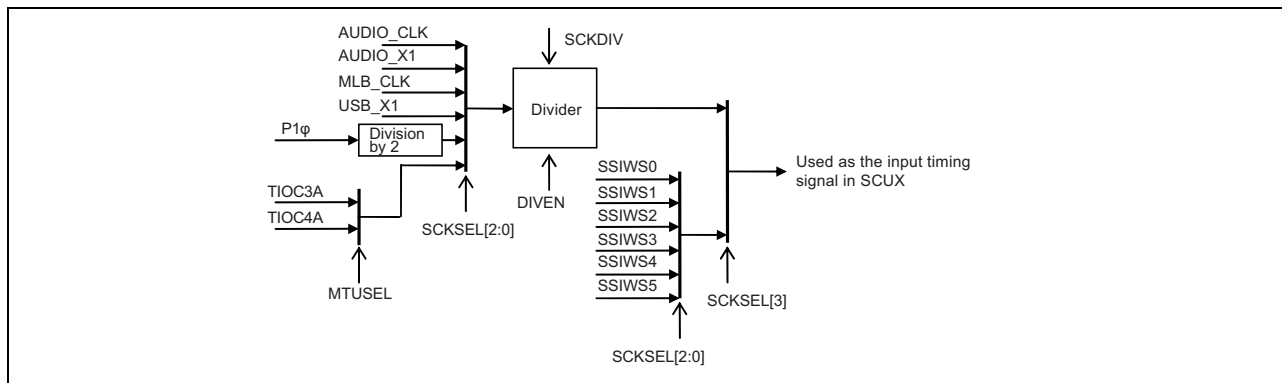 AUDIO_CLK
AUDIO_X1
MLB_CLK
USB_X1
P1φ
Division
by 2
TIOC3A
TIOC4A
MTUSEL
SCKSEL[2:0]
SCKDIV
Divider
DIVEN
SSIWS0
SSIWS1
SSIWS2
SSIWS3
SSIWS4
SSIWS5
SCKSEL[2:0]
SCKSEL[3]
Used as the input timing
signal in SCUX